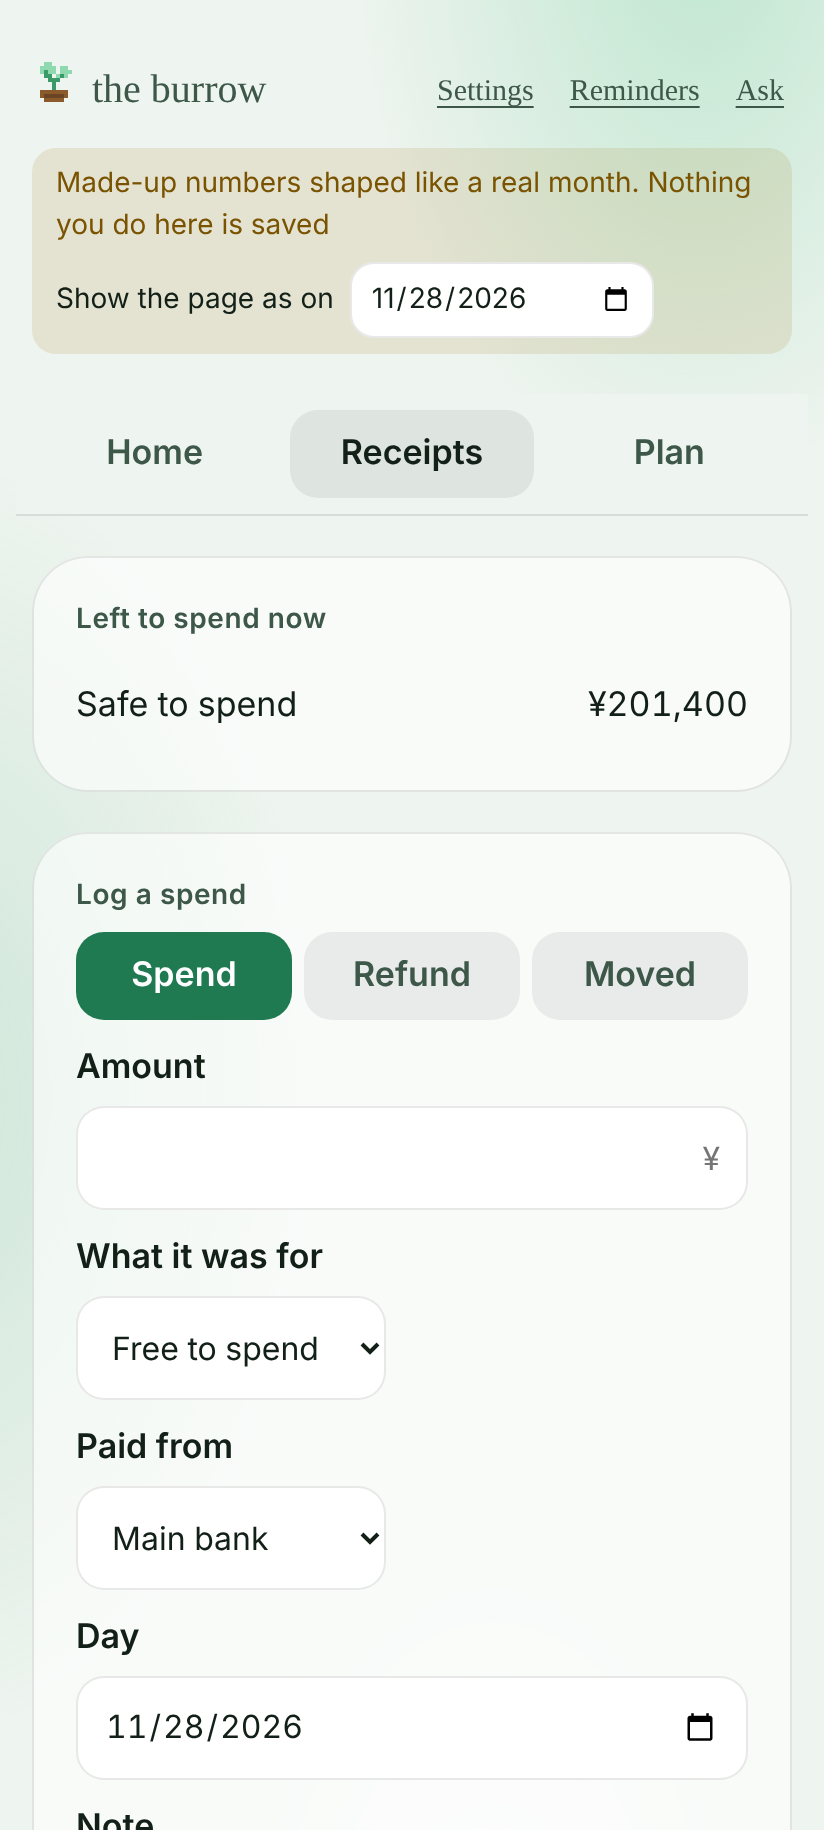 the burrow
Settings Reminders Ask
Made-up numbers shaped like a real month. Nothing
you do here is saved
Show the page as on 11/28/2026
Home Receipts Plan
Left to spend now
Safe to spend ¥201,400
Log a spend
Spend Refund Moved
Amount
¥
What it was for
Free to spend
Paid from
Main bank
Day
11/28/2026
Note